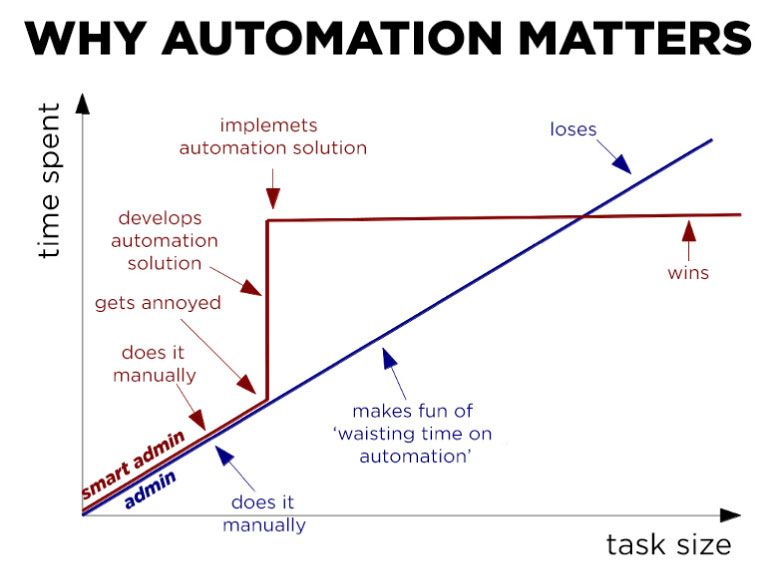 WHY AUTOMATION MATTERS
time spent
implemets
automation solution
loses
develops
automation
solution
wins
gets annoyed
does it
manually
makes fun of
‘waisting time on
automation’
smart admin
admin
does it
manually
task size